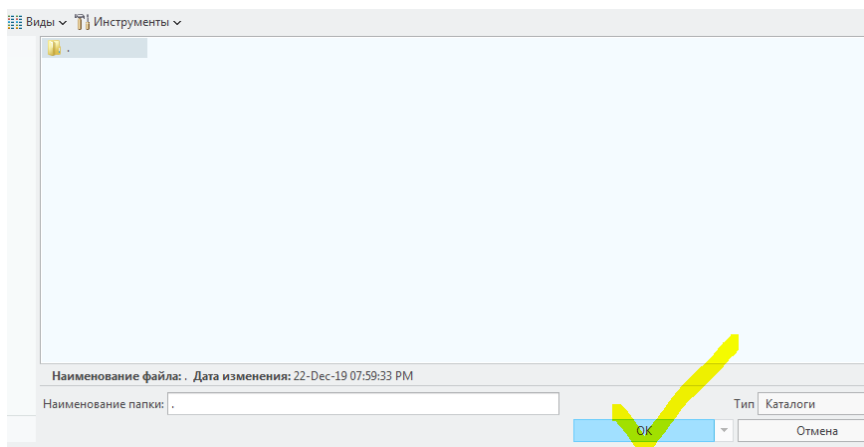 Виды Инструменты
.
Наименование файла: . Дата изменения: 22-Dec-19 07:59:33 PM
Наименование папки: . Тип Каталоги
OK Отмена